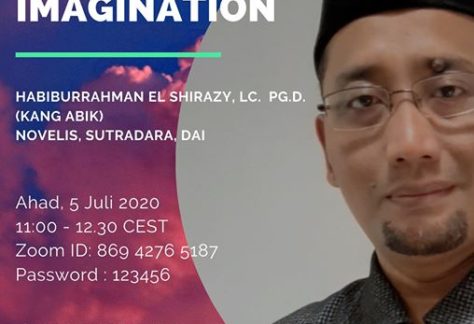 IMAGINATION
HABIBURRAHMAN EL SHIRAZY, LC. PG.D.
(KANG ABIK)
NOVELIS, SUTRADARA, DAI
Ahad, 5 Juli 2020
11:00 - 12.30 CEST
Zoom ID: 869 4276 5187
Password : 123456